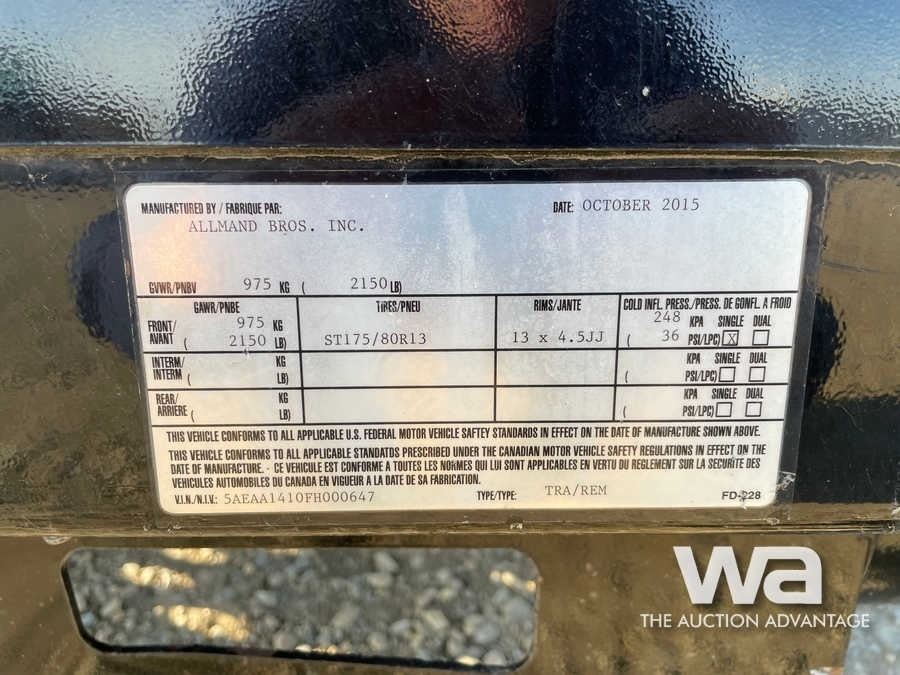 MANUFACTURED BY / FABRIQUE PAR: DATE: OCTOBER 2015
ALLMAND BROS. INC.
GVWR/PNBV 975 KG ( 2150 LB)
GAWR/PNBE TIRES/PNEU RIMS/JANTE COLD INFL. PRESS./PRESS. DE GONFL. A FROID
FRONT/ 975 KG 248 KPA SINGLE DUAL
AVANT ( 2150 LB) ST175/80R13 13 x 4.5JJ ( 36 PSI/LPC) X
INTERM/ KG KPA SINGLE DUAL
INTERM ( LB) ( PSI/LPC)
REAR/ KG KPA SINGLE DUAL
ARRIERE ( LB) ( PSI/LPC)
THIS VEHICLE CONFORMS TO ALL APPLICABLE U.S. FEDERAL MOTOR VEHICLE SAFTEY STANDARDS IN EFFECT ON THE DATE OF MANUFACTURE SHOWN ABOVE.
THIS VEHICLE CONFORMS TO ALL APPLICABLE STANDATDS PRESCRIBED UNDER THE CANADIAN MOTOR VEHICLE SAFETY REGULATIONS IN EFFECT ON THE
DATE OF MANUFACTURE. - CE VEHICULE EST CONFORME A TOUTES LES NORMES QUI LUI SONT APPLICABLES EN VERTU DU REGLEMENT SUR LA SECURITE DES
VEHICULES AUTOMOBILES DU CANADA EN VIGUEUR A LA DATE DE SA FABRICATION.
V.I.N./N.I.V.: 5AEAA1410FH000647 TYPE/TYPE: TRA/REM FD-228
wa
THE AUCTION ADVANTAGE